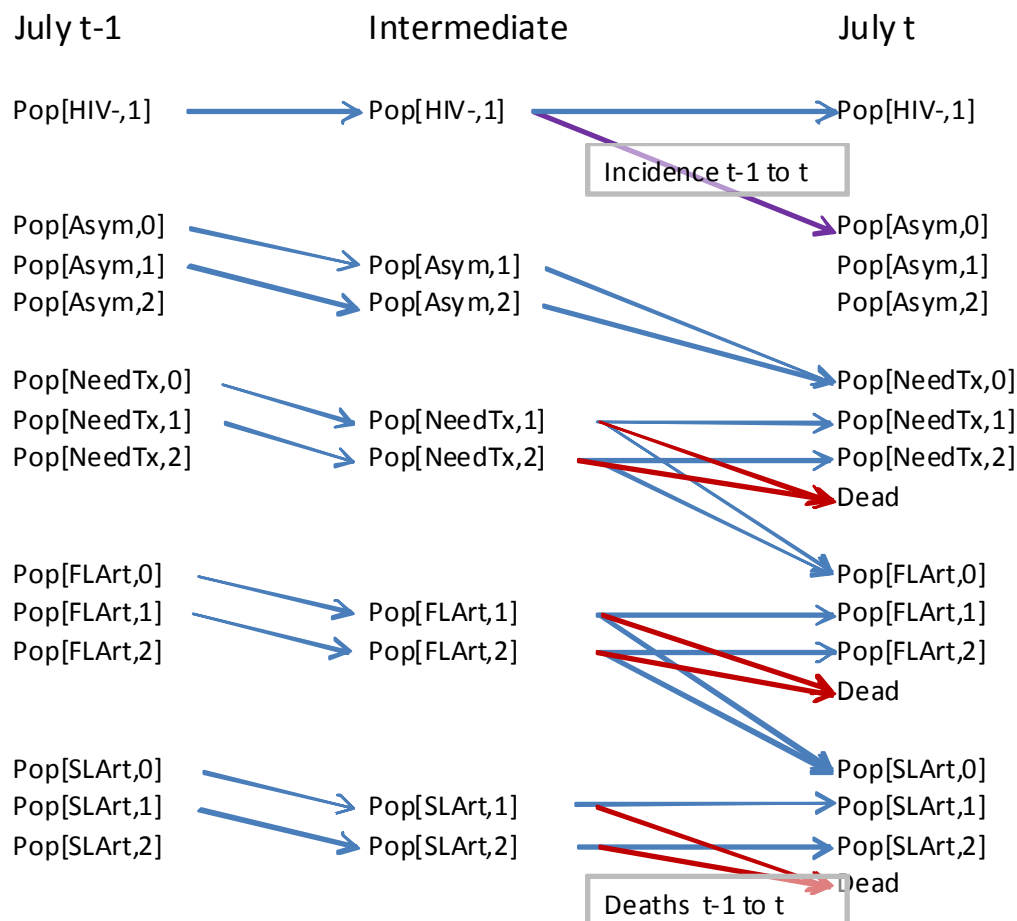 July t-1 Intermediate July t
Pop[HIV-,1] Pop[HIV-,1] Pop[HIV-,1]
Incidence t-1 to t
Pop[Asym,0] Pop[Asym,0]
Pop[Asym,1] Pop[Asym,1] Pop[Asym,1]
Pop[Asym,2] Pop[Asym,2] Pop[Asym,2]
Pop[NeedTx,0] Pop[NeedTx,0]
Pop[NeedTx,1] Pop[NeedTx,1] Pop[NeedTx,1]
Pop[NeedTx,2] Pop[NeedTx,2] Pop[NeedTx,2]
Dead
Pop[FLArt,0] Pop[FLArt,0]
Pop[FLArt,1] Pop[FLArt,1] Pop[FLArt,1]
Pop[FLArt,2] Pop[FLArt,2] Pop[FLArt,2]
Dead
Pop[SLArt,0] Pop[SLArt,0]
Pop[SLArt,1] Pop[SLArt,1] Pop[SLArt,1]
Pop[SLArt,2] Pop[SLArt,2] Pop[SLArt,2]
Dead
Deaths t-1 to t